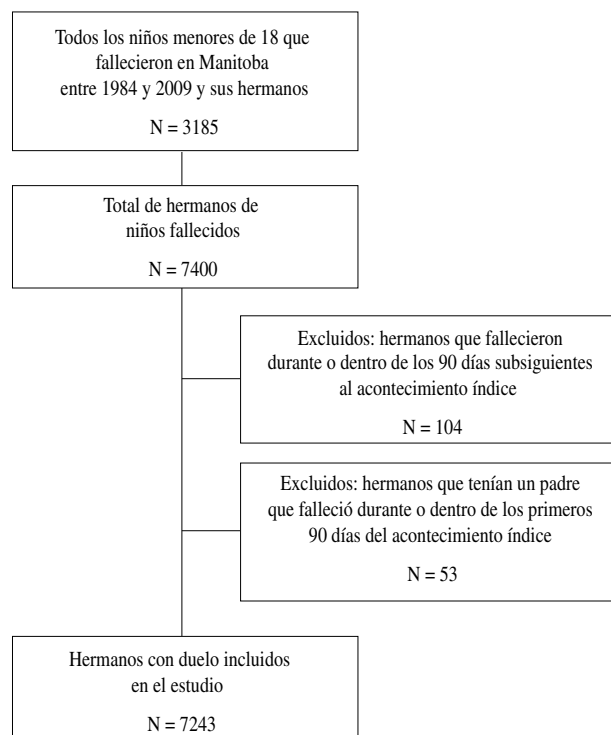 Todos los niños menores de 18 que
fallecieron en Manitoba
entre 1984 y 2009 y sus hermanos
N = 3185
Total de hermanos de
niños fallecidos
N = 7400
Excluidos: hermanos que fallecieron
durante o dentro de los 90 días subsiguientes
al acontecimiento índice
N = 104
Excluidos: hermanos que tenían un padre
que falleció durante o dentro de los primeros
90 días del acontecimiento índice
N = 53
Hermanos con duelo incluidos
en el estudio
N = 7243